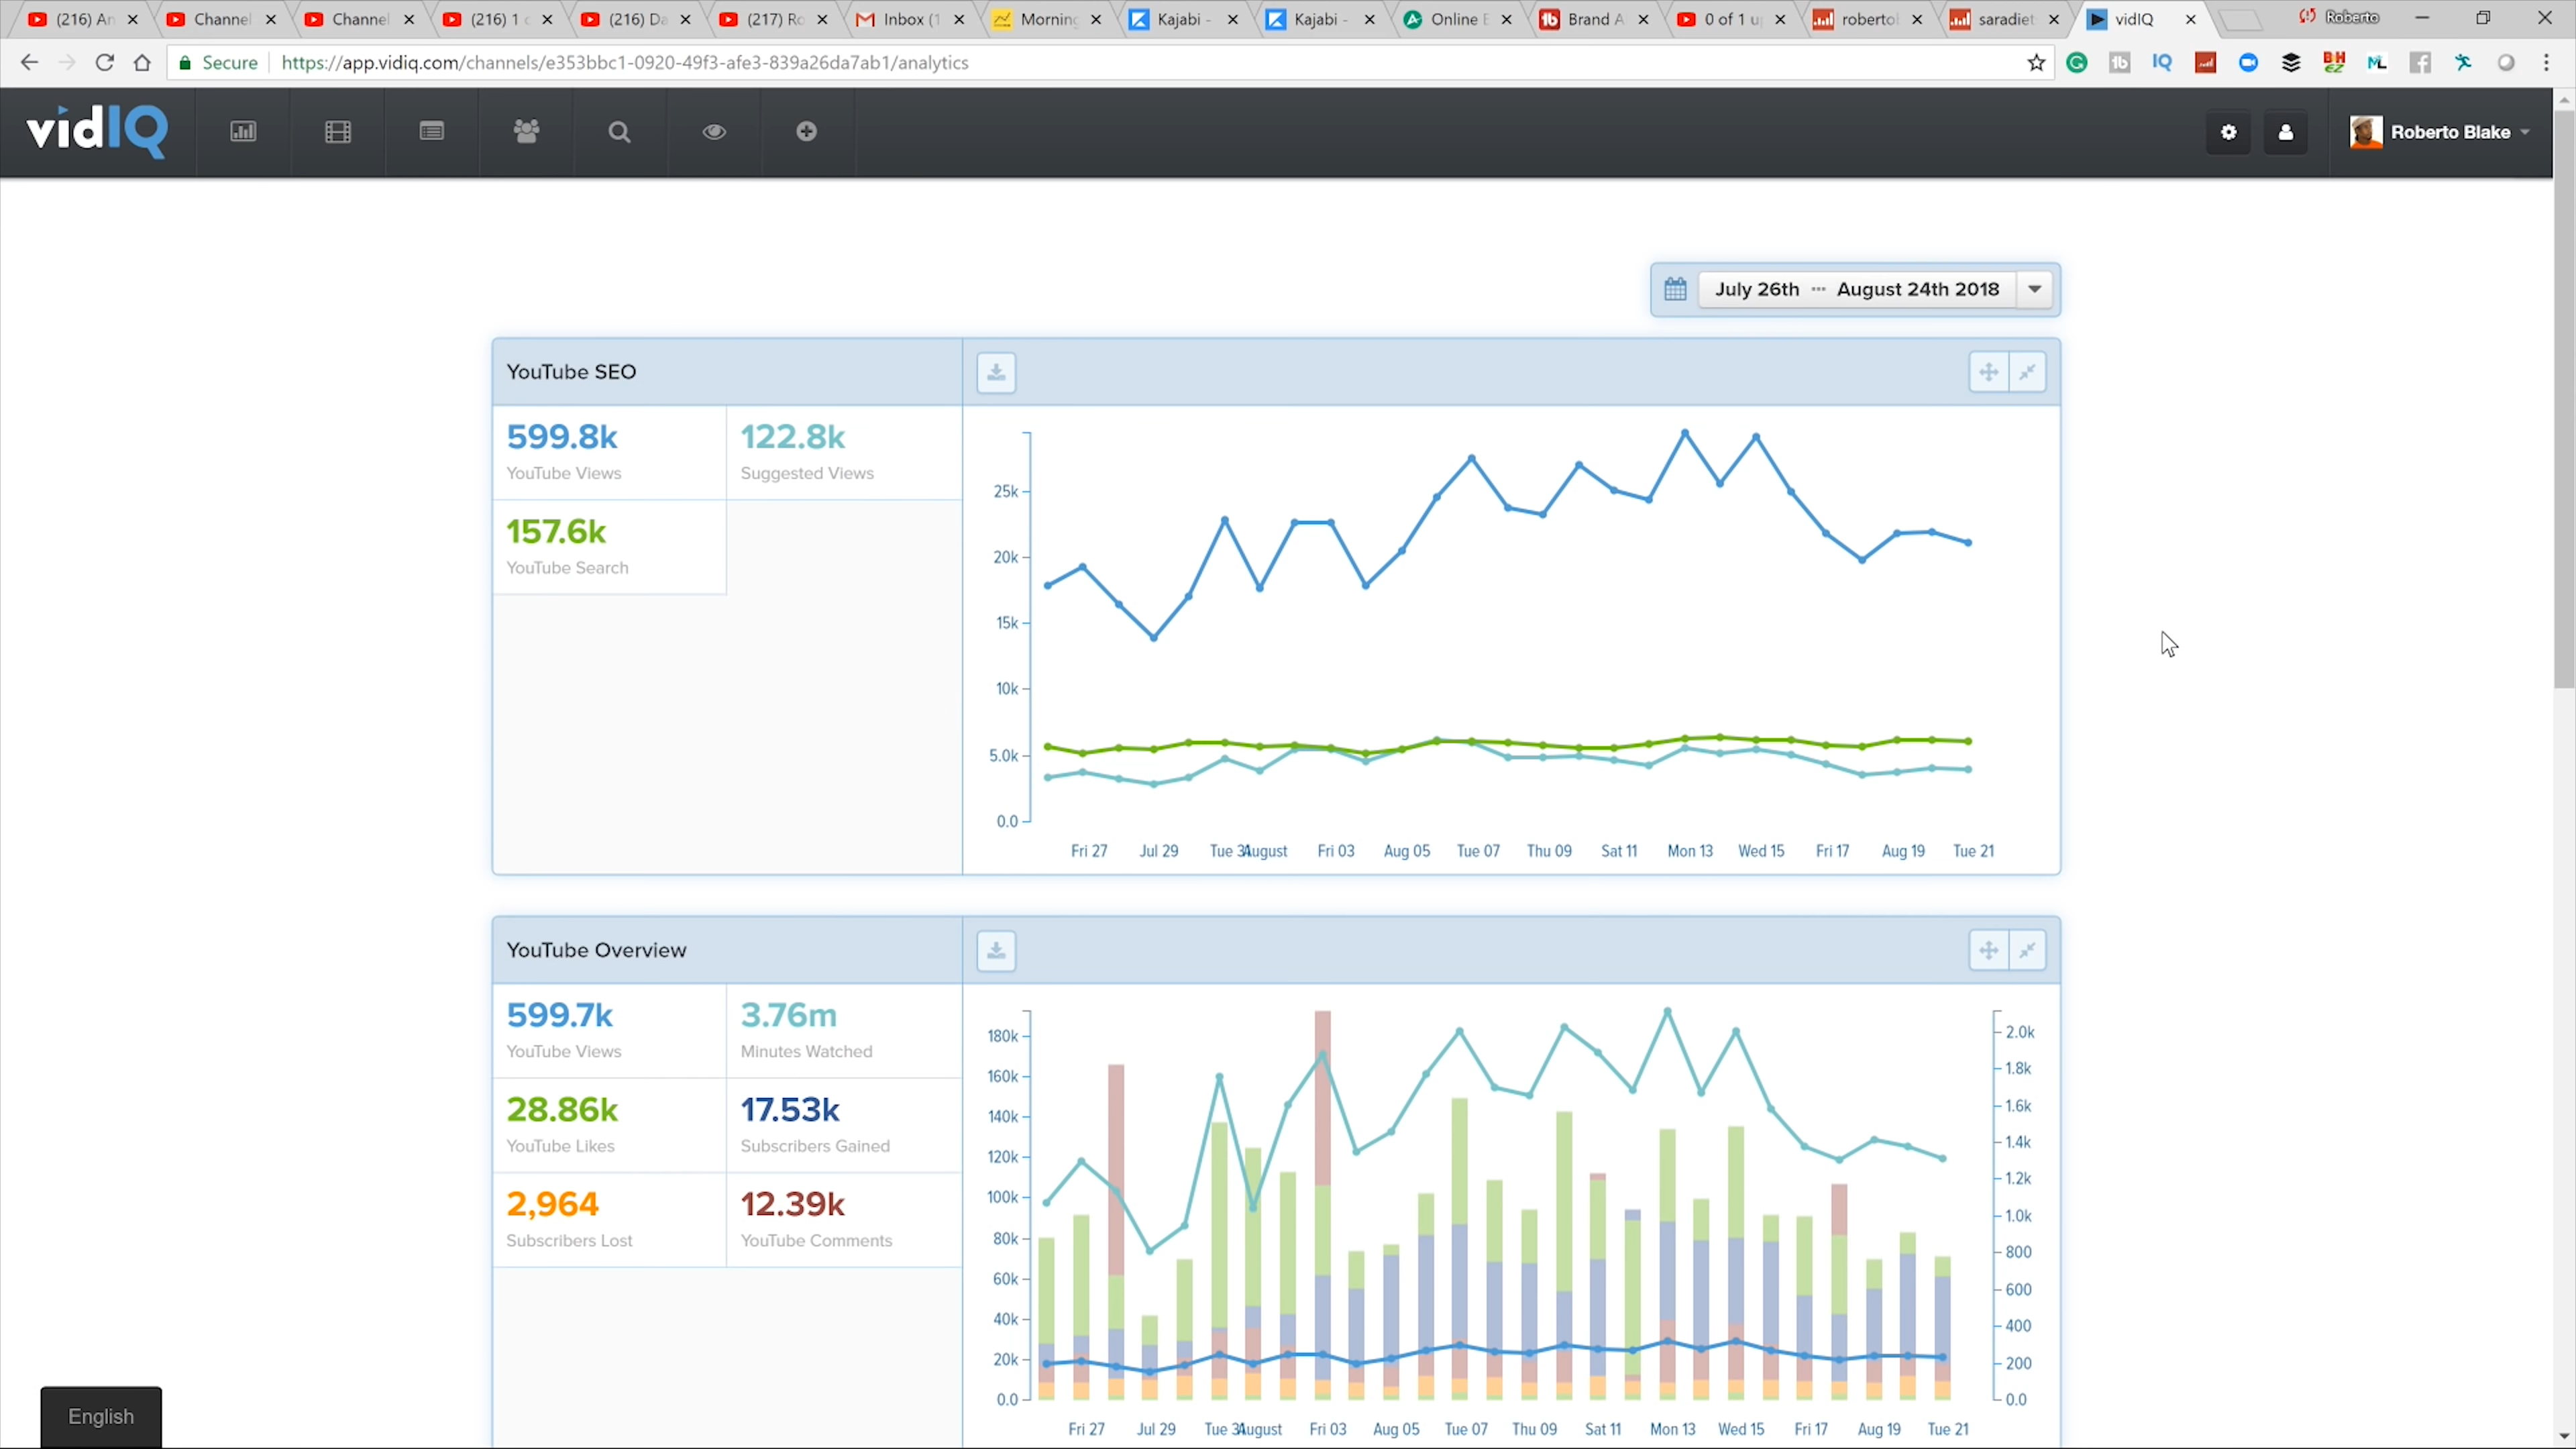 (216) An
Channel
Channel
(216) 1 c
(216) Da
(217) Ro
Inbox (1
Morning
Kajabi -
Kajabi -
Online E
Brand A
0 of 1 u
robertol
saradiet
vidIQ
Roberto
Secure
https://app.vidiq.com/channels/e353bbc1-0920-49f3-afe3-839a26da7ab1/analytics
vidIQ
Roberto Blake
July 26th ··· August 24th 2018
YouTube SEO
599.8k
YouTube Views
122.8k
Suggested Views
157.6k
YouTube Search
25k
20k
15k
10k
5.0k
0.0
Fri 27
Jul 29
Tue 31
August
Fri 03
Aug 05
Tue 07
Thu 09
Sat 11
Mon 13
Wed 15
Fri 17
Aug 19
Tue 21
YouTube Overview
599.7k
YouTube Views
3.76m
Minutes Watched
28.86k
YouTube Likes
17.53k
Subscribers Gained
2,964
Subscribers Lost
12.39k
YouTube Comments
180k
160k
140k
120k
100k
80k
60k
40k
20k
0.0
2.0k
1.8k
1.6k
1.4k
1.2k
1.0k
800
600
400
200
0.0
Fri 27
Jul 29
Tue 31
August
Fri 03
Aug 05
Tue 07
Thu 09
Sat 11
Mon 13
Wed 15
Fri 17
Aug 19
Tue 21
English